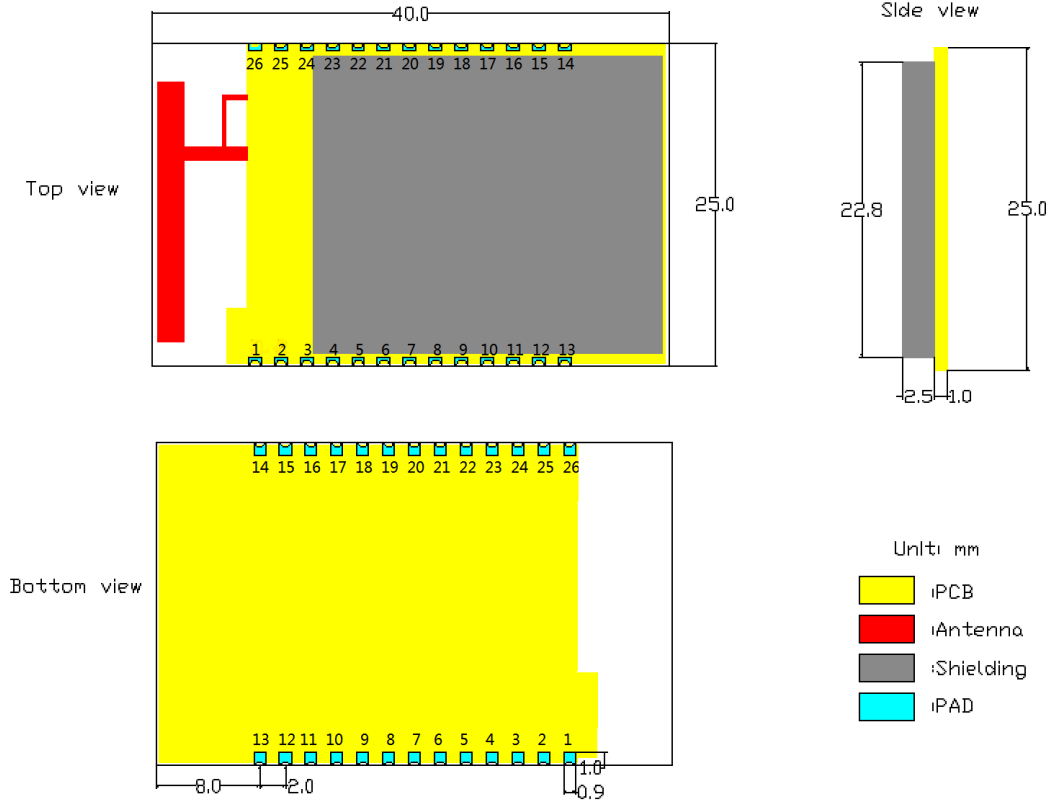 40.0
Side view
26 25 24 23 22 21 20 19 18 17 16 15 14
Top view
25.0
22.8
25.0
1 2 3 4 5 6 7 8 9 10 11 12 13
2.5 1.0
14 15 16 17 18 19 20 21 22 23 24 25 26
Unit: mm
Bottom view
:PCB
:Antenna
:Shielding
:PAD
13 12 11 10 9 8 7 6 5 4 3 2 1
1.0
8.0 2.0
0.9